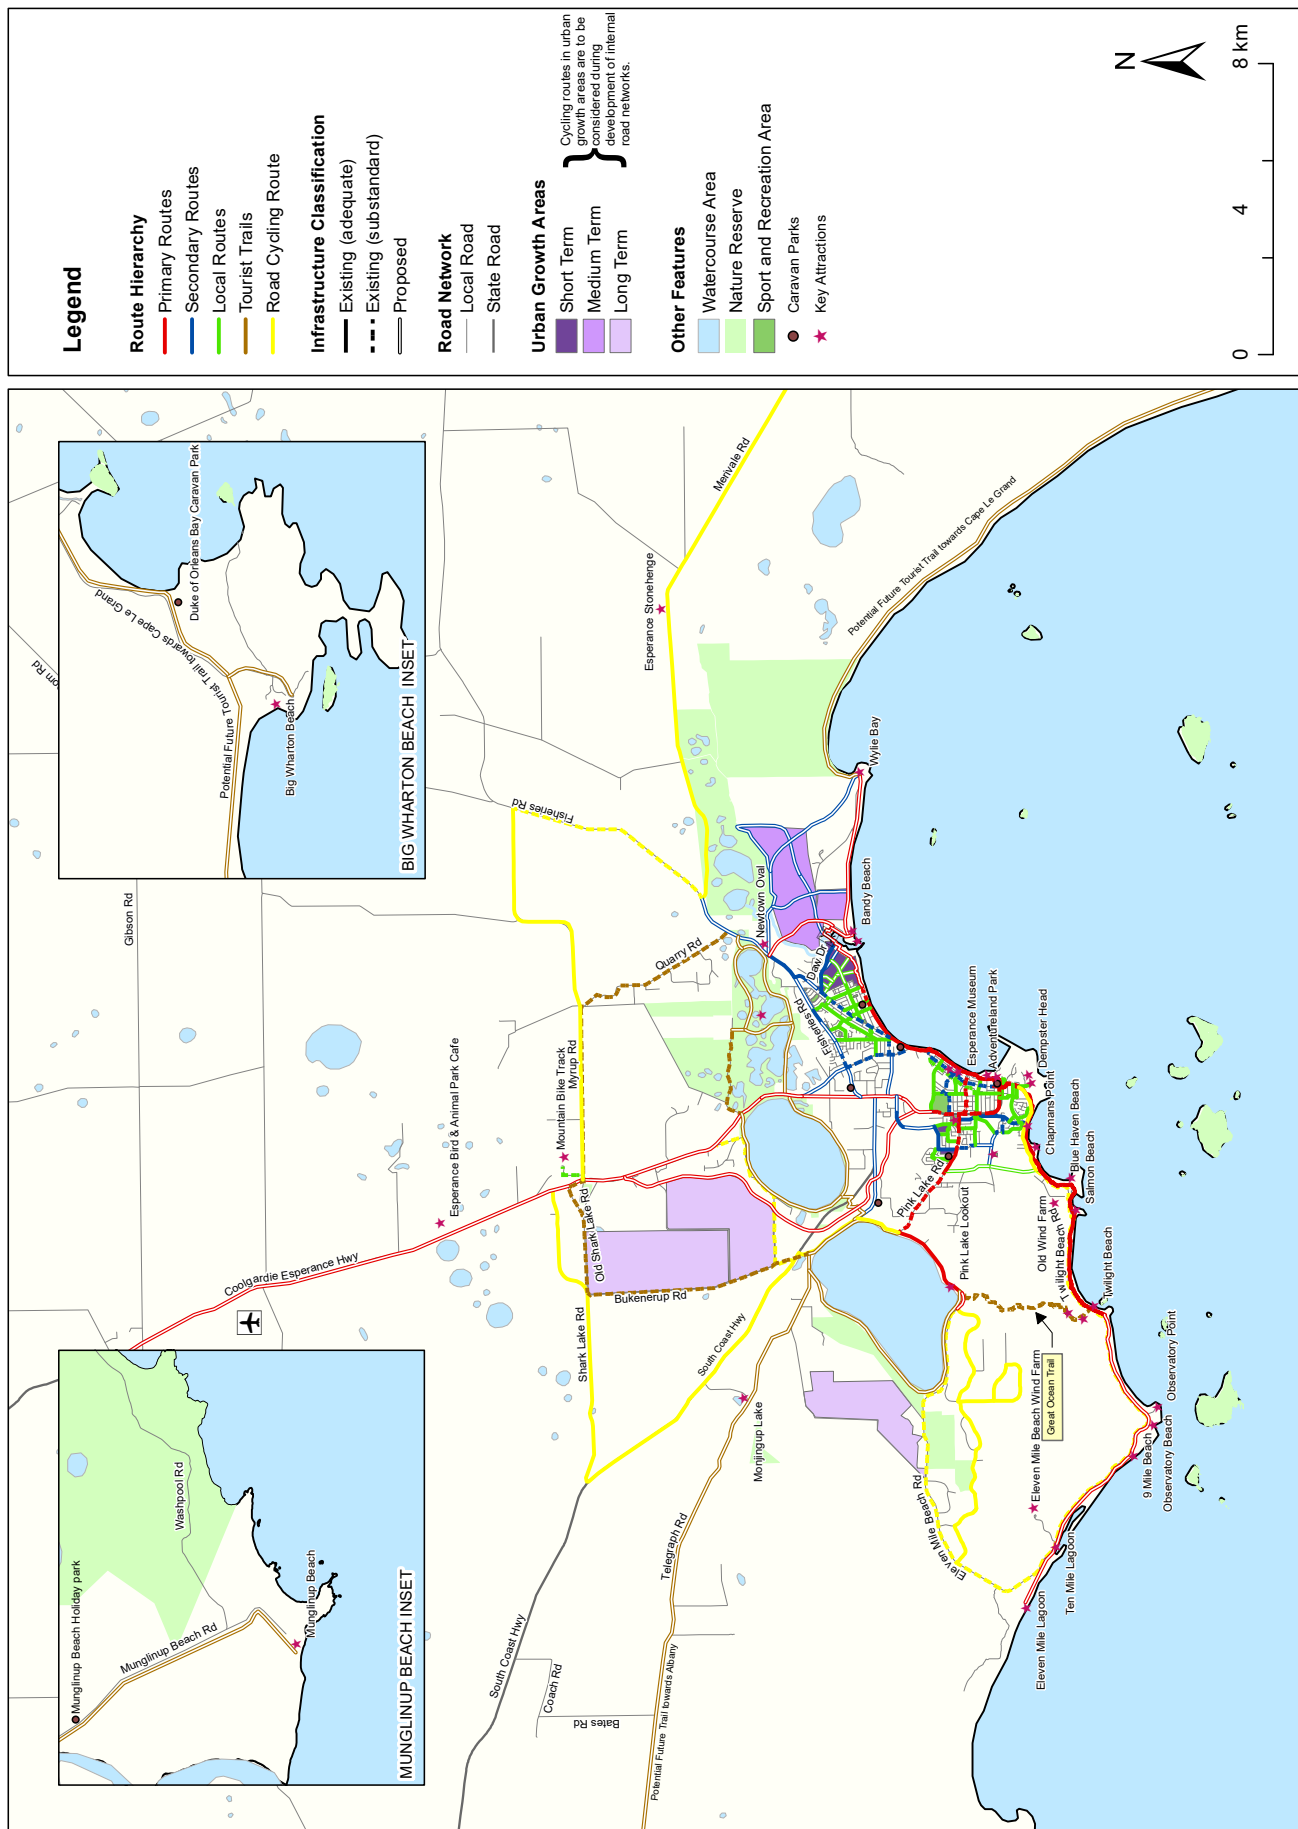 Legend
Route Hierarchy
Primary Routes
Secondary Routes
Local Routes
Tourist Trails
Road Cycling Route
Infrastructure Classification
Existing (adequate)
Existing (substandard)
Proposed
Road Network
Local Road
State Road
Urban Growth Areas
Short Term
Medium Term
Long Term
Cycling routes in urban
growth areas are to be
considered during
development of internal
road networks.
Other Features
Watercourse Area
Nature Reserve
Sport and Recreation Area
Caravan Parks
Key Attractions
N
0
4
8 km
Munglinup Beach Holiday park
Munglinup Beach Rd
Washpool Rd
Munglinup Beach
MUNGLINUP BEACH INSET
Duke of Orleans Bay Caravan Park
Potential Future Tourist Trail towards Cape Le Grand
Big Wharton Beach
BIG WHARTON BEACH INSET
orn Rd
Gibson Rd
Coolgardie Esperance Hwy
Esperance Bird & Animal Park Cafe
Mountain Bike Track
Myrup Rd
Fisheries Rd
Quarry Rd
Esperance Stonehenge
Merivale Rd
Potential Future Tourist Trail towards Cape Le Grand
Old Shark Lake Rd
Shark Lake Rd
Bukenerup Rd
South Coast Hwy
South Coast Hwy
Coach Rd
Bates Rd
Telegraph Rd
Potential Future Trail towards Albany
Monjingup Lake
Newtown Oval
Daw Dr
Fisheries Rd
Wylie Bay
Bandy Beach
Esperance Museum
Adventureland Park
Dempster Head
Chapmans Point
Blue Haven Beach
Salmon Beach
Pink Lake Rd
Pink Lake Lookout
Old Wind Farm
Twilight Beach Rd
Twilight Beach
Great Ocean Trail
Eleven Mile Beach Wind Farm
Eleven Mile Beach Rd
Observatory Point
Observatory Beach
9 Mile Beach
Ten Mile Lagoon
Eleven Mile Lagoon